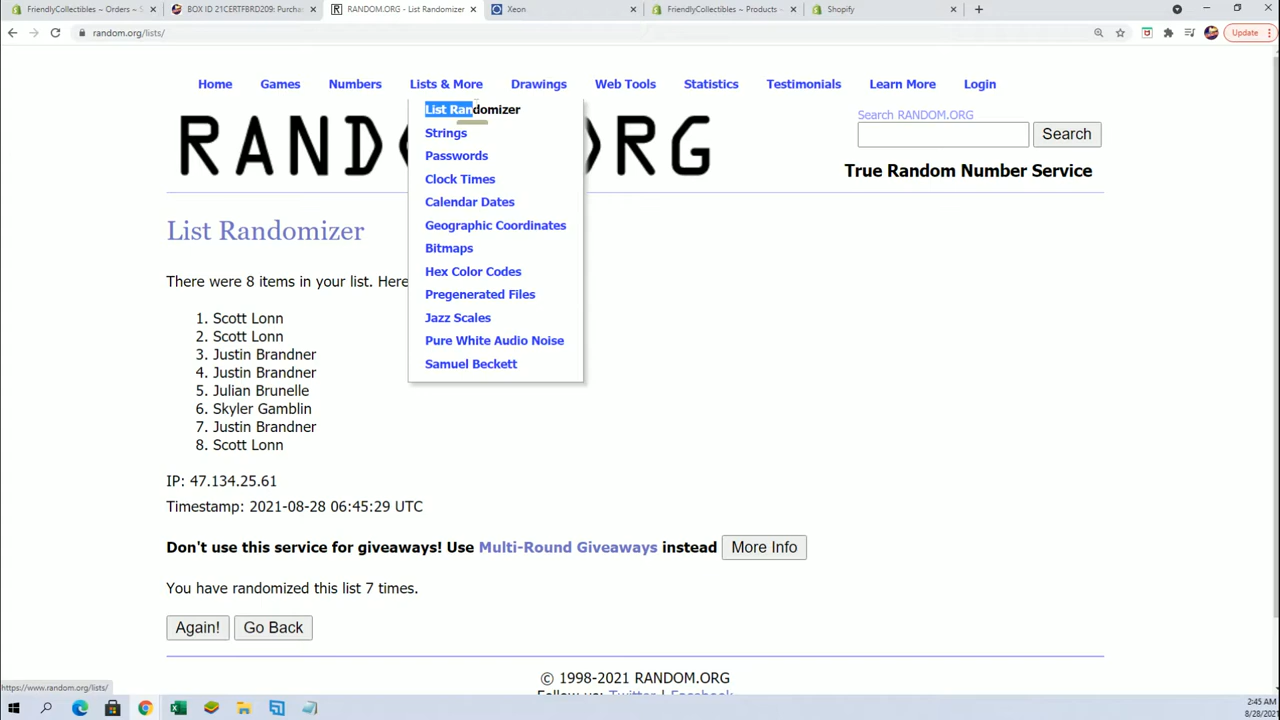 FriendlyCollectibles ~ Orders ~ S
BOX ID 21CERTFBRD209: Purcha
RANDOM.ORG - List Randomizer
Xeon
FriendlyCollectibles ~ Products ~
Shopify
random.org/lists/
Update
Home Games Numbers Lists & More Drawings Web Tools Statistics Testimonials Learn More Login
List Randomizer
Strings
Passwords
Clock Times
Calendar Dates
Geographic Coordinates
Bitmaps
Hex Color Codes
Pregenerated Files
Jazz Scales
Pure White Audio Noise
Samuel Beckett
RANDOM.ORG
Search RANDOM.ORG
Search
True Random Number Service
List Randomizer
There were 8 items in your list. Here
1. Scott Lonn
2. Scott Lonn
3. Justin Brandner
4. Justin Brandner
5. Julian Brunelle
6. Skyler Gamblin
7. Justin Brandner
8. Scott Lonn
IP: 47.134.25.61
Timestamp: 2021-08-28 06:45:29 UTC
Don't use this service for giveaways! Use Multi-Round Giveaways instead More Info
You have randomized this list 7 times.
Again! Go Back
© 1998-2021 RANDOM.ORG
Follow us: Twitter | Facebook
https://www.random.org/lists/
2:45 AM
8/28/2021